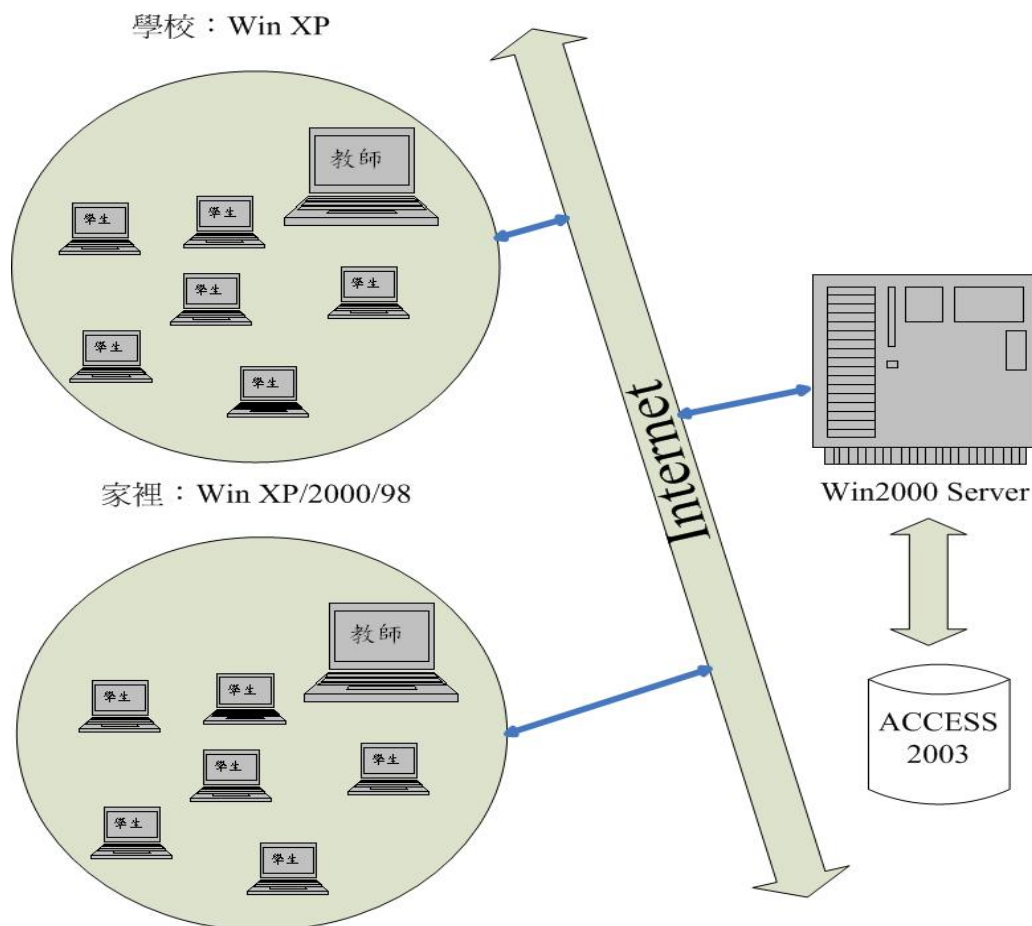 學校：Win XP
教師
學生
學生
學生
學生
學生
學生
Internet
Win2000 Server
ACCESS
2003
家裡：Win XP/2000/98
教師
學生
學生
學生
學生
學生
學生